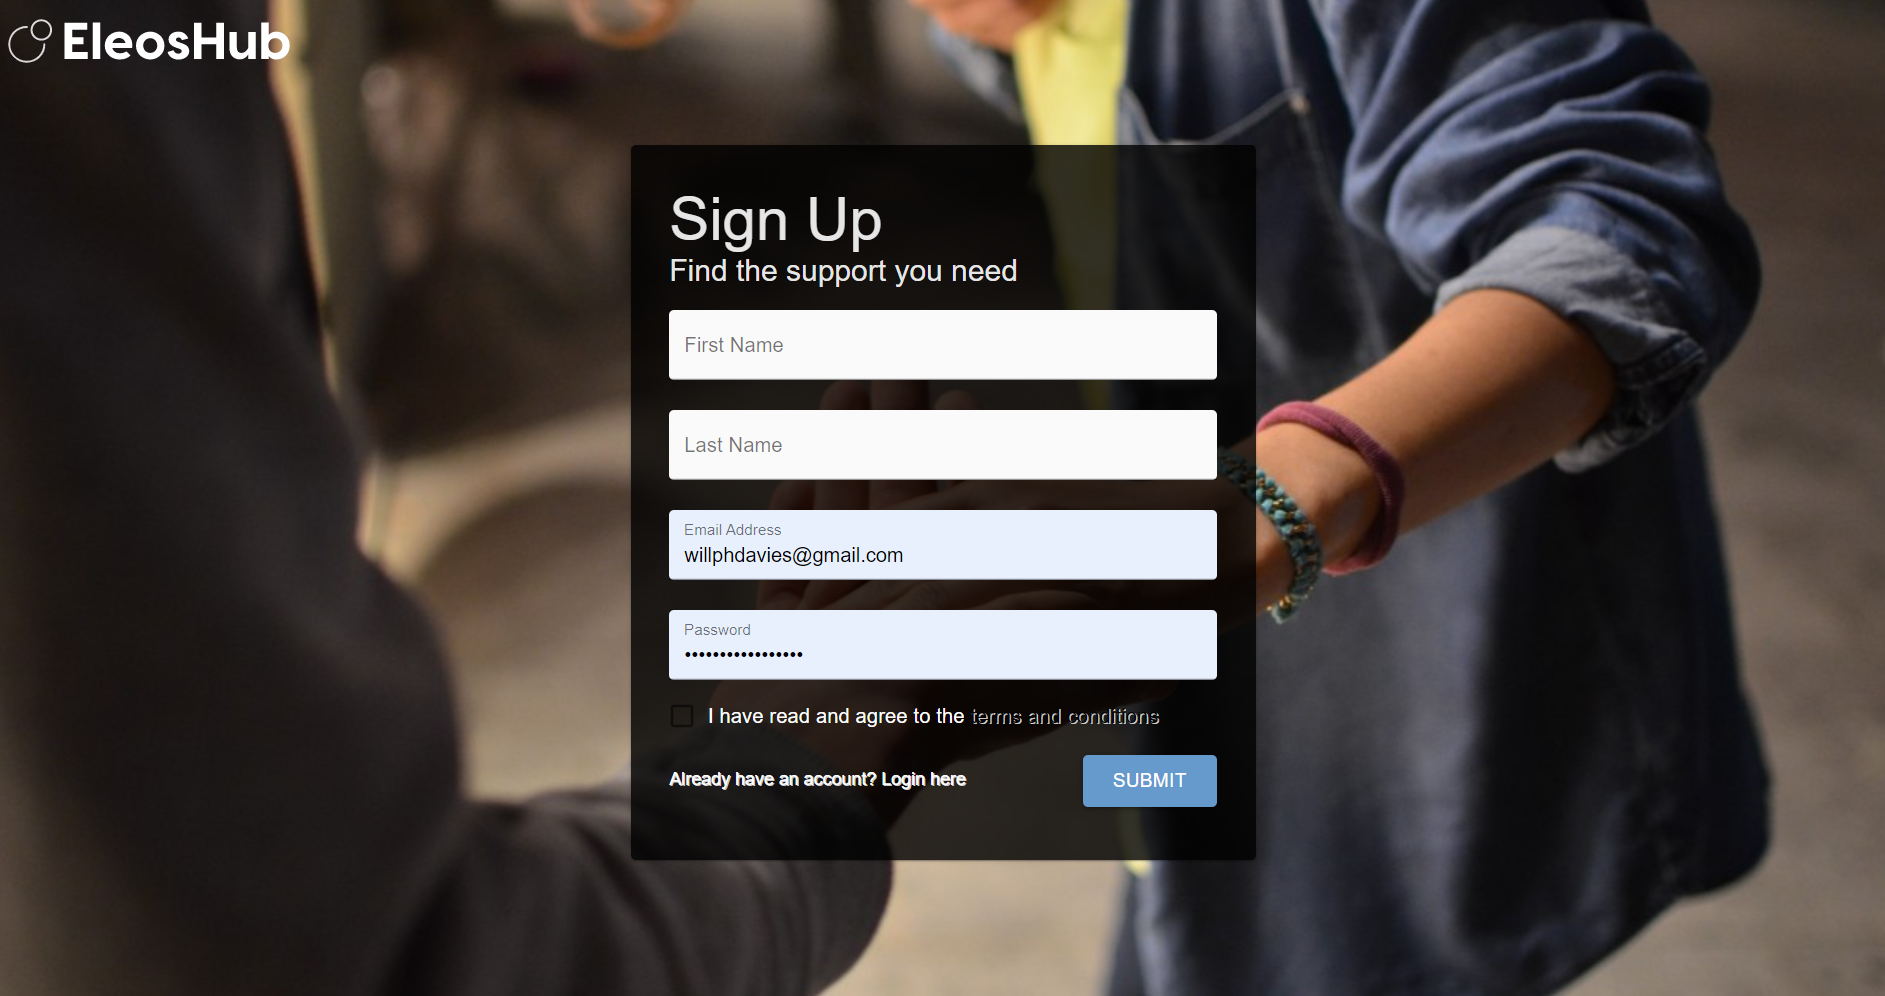 EleosHub
Sign Up
Find the support you need
First Name
Last Name
Email Address
willphdavies@gmail.com
Password
•••••••••••••••••
I have read and agree to the terms and conditions
Already have an account? Login here
SUBMIT